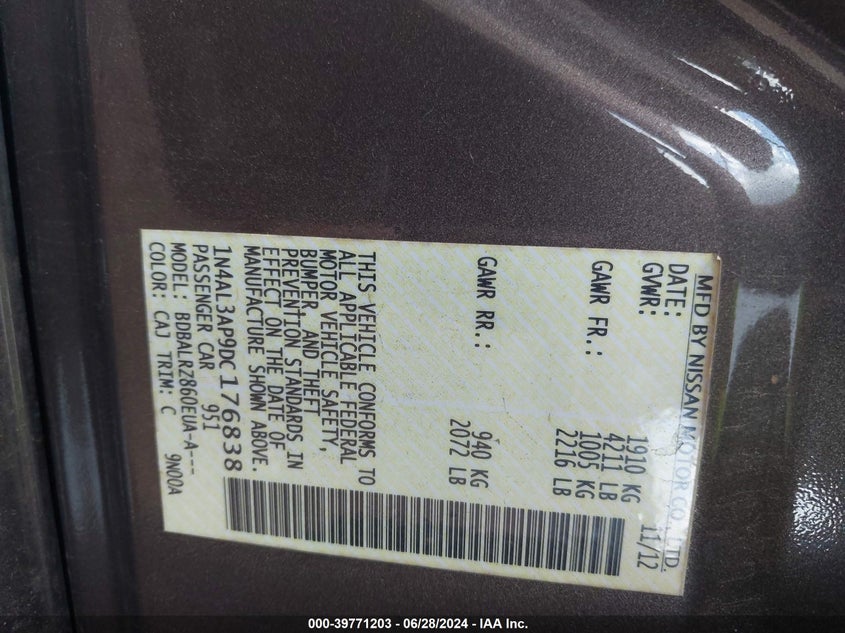 MFD BY NISSAN MOTOR CO., LTD.
DATE: 11/12
GVWR: 1910 KG
4211 LB
GAWR FR.: 1005 KG
2216 LB
GAWR RR.: 940 KG
2072 LB
THIS VEHICLE CONFORMS TO
ALL APPLICABLE FEDERAL
MOTOR VEHICLE SAFETY,
BUMPER, AND THEFT
PREVENTION STANDARDS IN
EFFECT ON THE DATE OF
MANUFACTURE SHOWN ABOVE.
1N4AL3AP9DC176838
PASSENGER CAR 951
MODEL: BDBALRZ860EUA-A---
COLOR: CAJ TRIM: C 9N00A
000-39771203 - 06/28/2024 - IAA Inc.